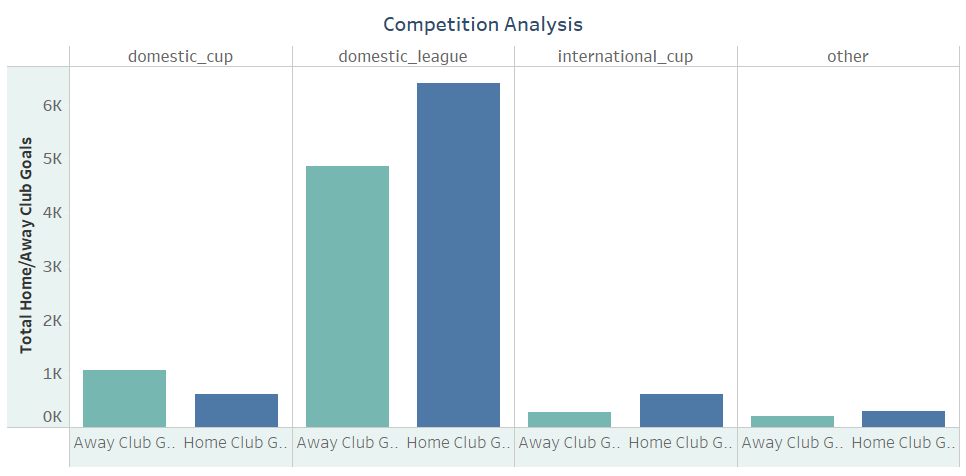 Competition Analysis
domestic_cup domestic_league international_cup other
Total Home/Away Club Goals
6K
5K
4K
3K
2K
1K
0K
Away Club G.. Home Club G.. Away Club G.. Home Club G.. Away Club G.. Home Club G.. Away Club G.. Home Club G..